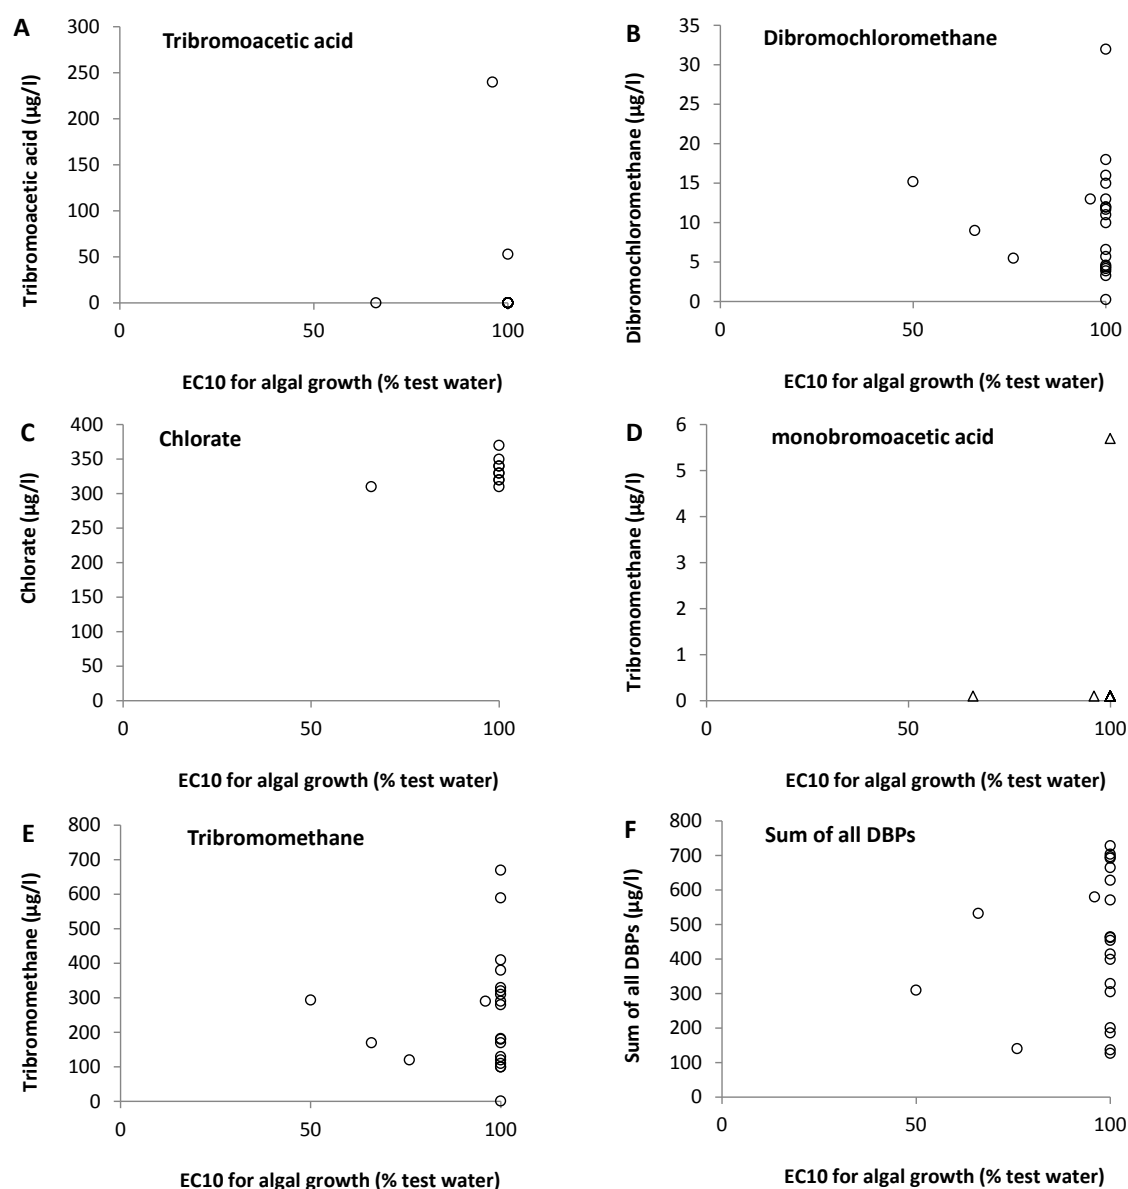 A
Tribromoacetic acid
Tribromoacetic acid (µg/l)
300
250
200
150
100
50
0
0 50 100
EC10 for algal growth (% test water)
B
Dibromochloromethane
Dibromochloromethane (µg/l)
35
30
25
20
15
10
5
0
0 50 100
EC10 for algal growth (% test water)
C
Chlorate
Chlorate (µg/l)
400
350
300
250
200
150
100
50
0
0 50 100
EC10 for algal growth (% test water)
D
monobromoacetic acid
Tribromomethane (µg/l)
6
5
4
3
2
1
0
0 50 100
EC10 for algal growth (% test water)
E
Tribromomethane
Tribromomethane (µg/l)
800
700
600
500
400
300
200
100
0
0 50 100
EC10 for algal growth (% test water)
F
Sum of all DBPs
Sum of all DBPs (µg/l)
800
700
600
500
400
300
200
100
0
0 50 100
EC10 for algal growth (% test water)